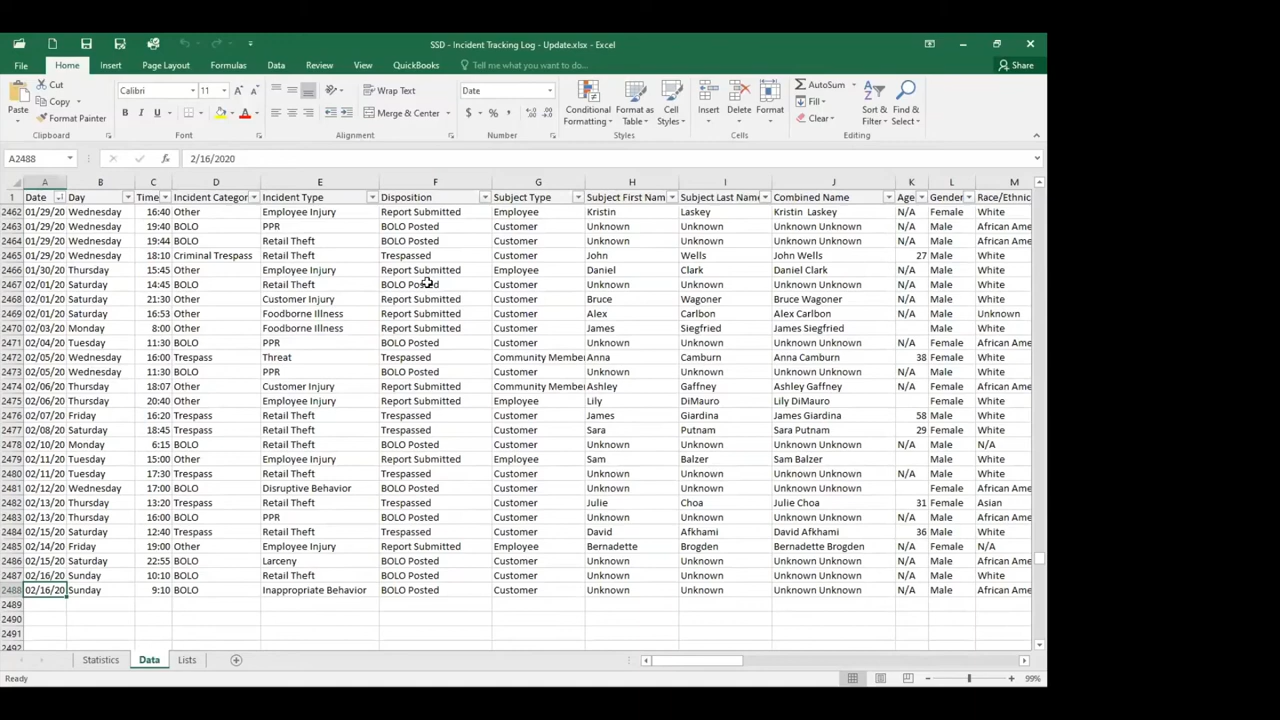 SSD - Incident Tracking Log - Update.xlsx - Excel
File Home Insert Page Layout Formulas Data Review View QuickBooks Tell me what you want to do... Share
Paste Cut Copy Format Painter Clipboard
Calibri 11 Font
Wrap Text Merge & Center Alignment
Date Number
Conditional Formatting Format as Table Cell Styles Styles
Insert Delete Format Cells
AutoSum Fill Clear Sort & Filter Find & Select Editing
A2488 2/16/2020
A B C D E F G H I J K L M
1 Date Day Time Incident Categor Incident Type Disposition Subject Type Subject First Nam Subject Last Name Combined Name Age Gender Race/Ethnic
2462 01/29/20 Wednesday 16:40 Other Employee Injury Report Submitted Employee Kristin Laskey Kristin Laskey N/A Female White
2463 01/29/20 Wednesday 19:40 BOLO PPR BOLO Posted Customer Unknown Unknown Unknown Unknown N/A Male African Ame
2464 01/29/20 Wednesday 19:44 BOLO Retail Theft BOLO Posted Customer Unknown Unknown Unknown Unknown N/A Male African Ame
2465 01/29/20 Wednesday 18:10 Criminal Trespass Retail Theft Trespassed Customer John Wells John Wells 27 Male White
2466 01/30/20 Thursday 15:45 Other Employee Injury Report Submitted Employee Daniel Clark Daniel Clark N/A Male White
2467 02/01/20 Saturday 14:45 BOLO Retail Theft BOLO Posted Customer Unknown Unknown Unknown Unknown N/A Male White
2468 02/01/20 Saturday 21:30 Other Customer Injury Report Submitted Customer Bruce Wagoner Bruce Wagoner N/A Male White
2469 02/01/20 Saturday 16:53 Other Foodborne Illness Report Submitted Customer Alex Carlbon Alex Carlbon N/A Male Unknown
2470 02/03/20 Monday 8:00 Other Foodborne Illness Report Submitted Customer James Siegfried James Siegfried Male White
2471 02/04/20 Tuesday 11:30 BOLO PPR BOLO Posted Customer Unknown Unknown Unknown Unknown N/A Male African Ame
2472 02/05/20 Wednesday 16:00 Trespass Threat Trespassed Community Member Anna Camburn Anna Camburn 38 Female White
2473 02/05/20 Wednesday 11:30 BOLO PPR BOLO Posted Customer Unknown Unknown Unknown Unknown N/A Male White
2474 02/06/20 Thursday 18:07 Other Customer Injury Report Submitted Community Member Ashley Gaffney Ashley Gaffney N/A Female African Ame
2475 02/06/20 Thursday 20:40 Other Employee Injury Report Submitted Employee Lily DiMauro Lily DiMauro Female White
2476 02/07/20 Friday 16:20 Trespass Retail Theft Trespassed Customer James Giardina James Giardina 58 Male White
2477 02/08/20 Saturday 18:45 Trespass Retail Theft Trespassed Customer Sara Putnam Sara Putnam 29 Female White
2478 02/10/20 Monday 6:15 BOLO Retail Theft BOLO Posted Customer Unknown Unknown Unknown Unknown N/A Male N/A
2479 02/11/20 Tuesday 15:00 Other Employee Injury Report Submitted Employee Sam Balzer Sam Balzer Male White
2480 02/11/20 Tuesday 17:30 Trespass Retail Theft Trespassed Customer Unknown Unknown Unknown Unknown N/A Male White
2481 02/12/20 Wednesday 17:00 BOLO Disruptive Behavior BOLO Posted Customer Unknown Unknown Unknown Unknown Male African Ame
2482 02/13/20 Thursday 13:20 Trespass Retail Theft Trespassed Customer Julie Choa Julie Choa 31 Female Asian
2483 02/13/20 Thursday 16:00 BOLO PPR BOLO Posted Customer Unknown Unknown Unknown Unknown N/A Male African Ame
2484 02/15/20 Saturday 12:40 Trespass Retail Theft Trespassed Customer David Afkhami David Afkhami 36 Male White
2485 02/14/20 Friday 19:00 Other Employee Injury Report Submitted Employee Bernadette Brogden Bernadette Brogden N/A Female N/A
2486 02/15/20 Saturday 22:55 BOLO Larceny BOLO Posted Customer Unknown Unknown Unknown Unknown N/A Male African Ame
2487 02/16/20 Sunday 10:10 BOLO Retail Theft BOLO Posted Customer Unknown Unknown Unknown Unknown N/A Male White
2488 02/16/20 Sunday 9:10 BOLO Inappropriate Behavior BOLO Posted Customer Unknown Unknown Unknown Unknown N/A Male African Ame
2489
2490
2491
2492
Statistics Data Lists
Ready 99%